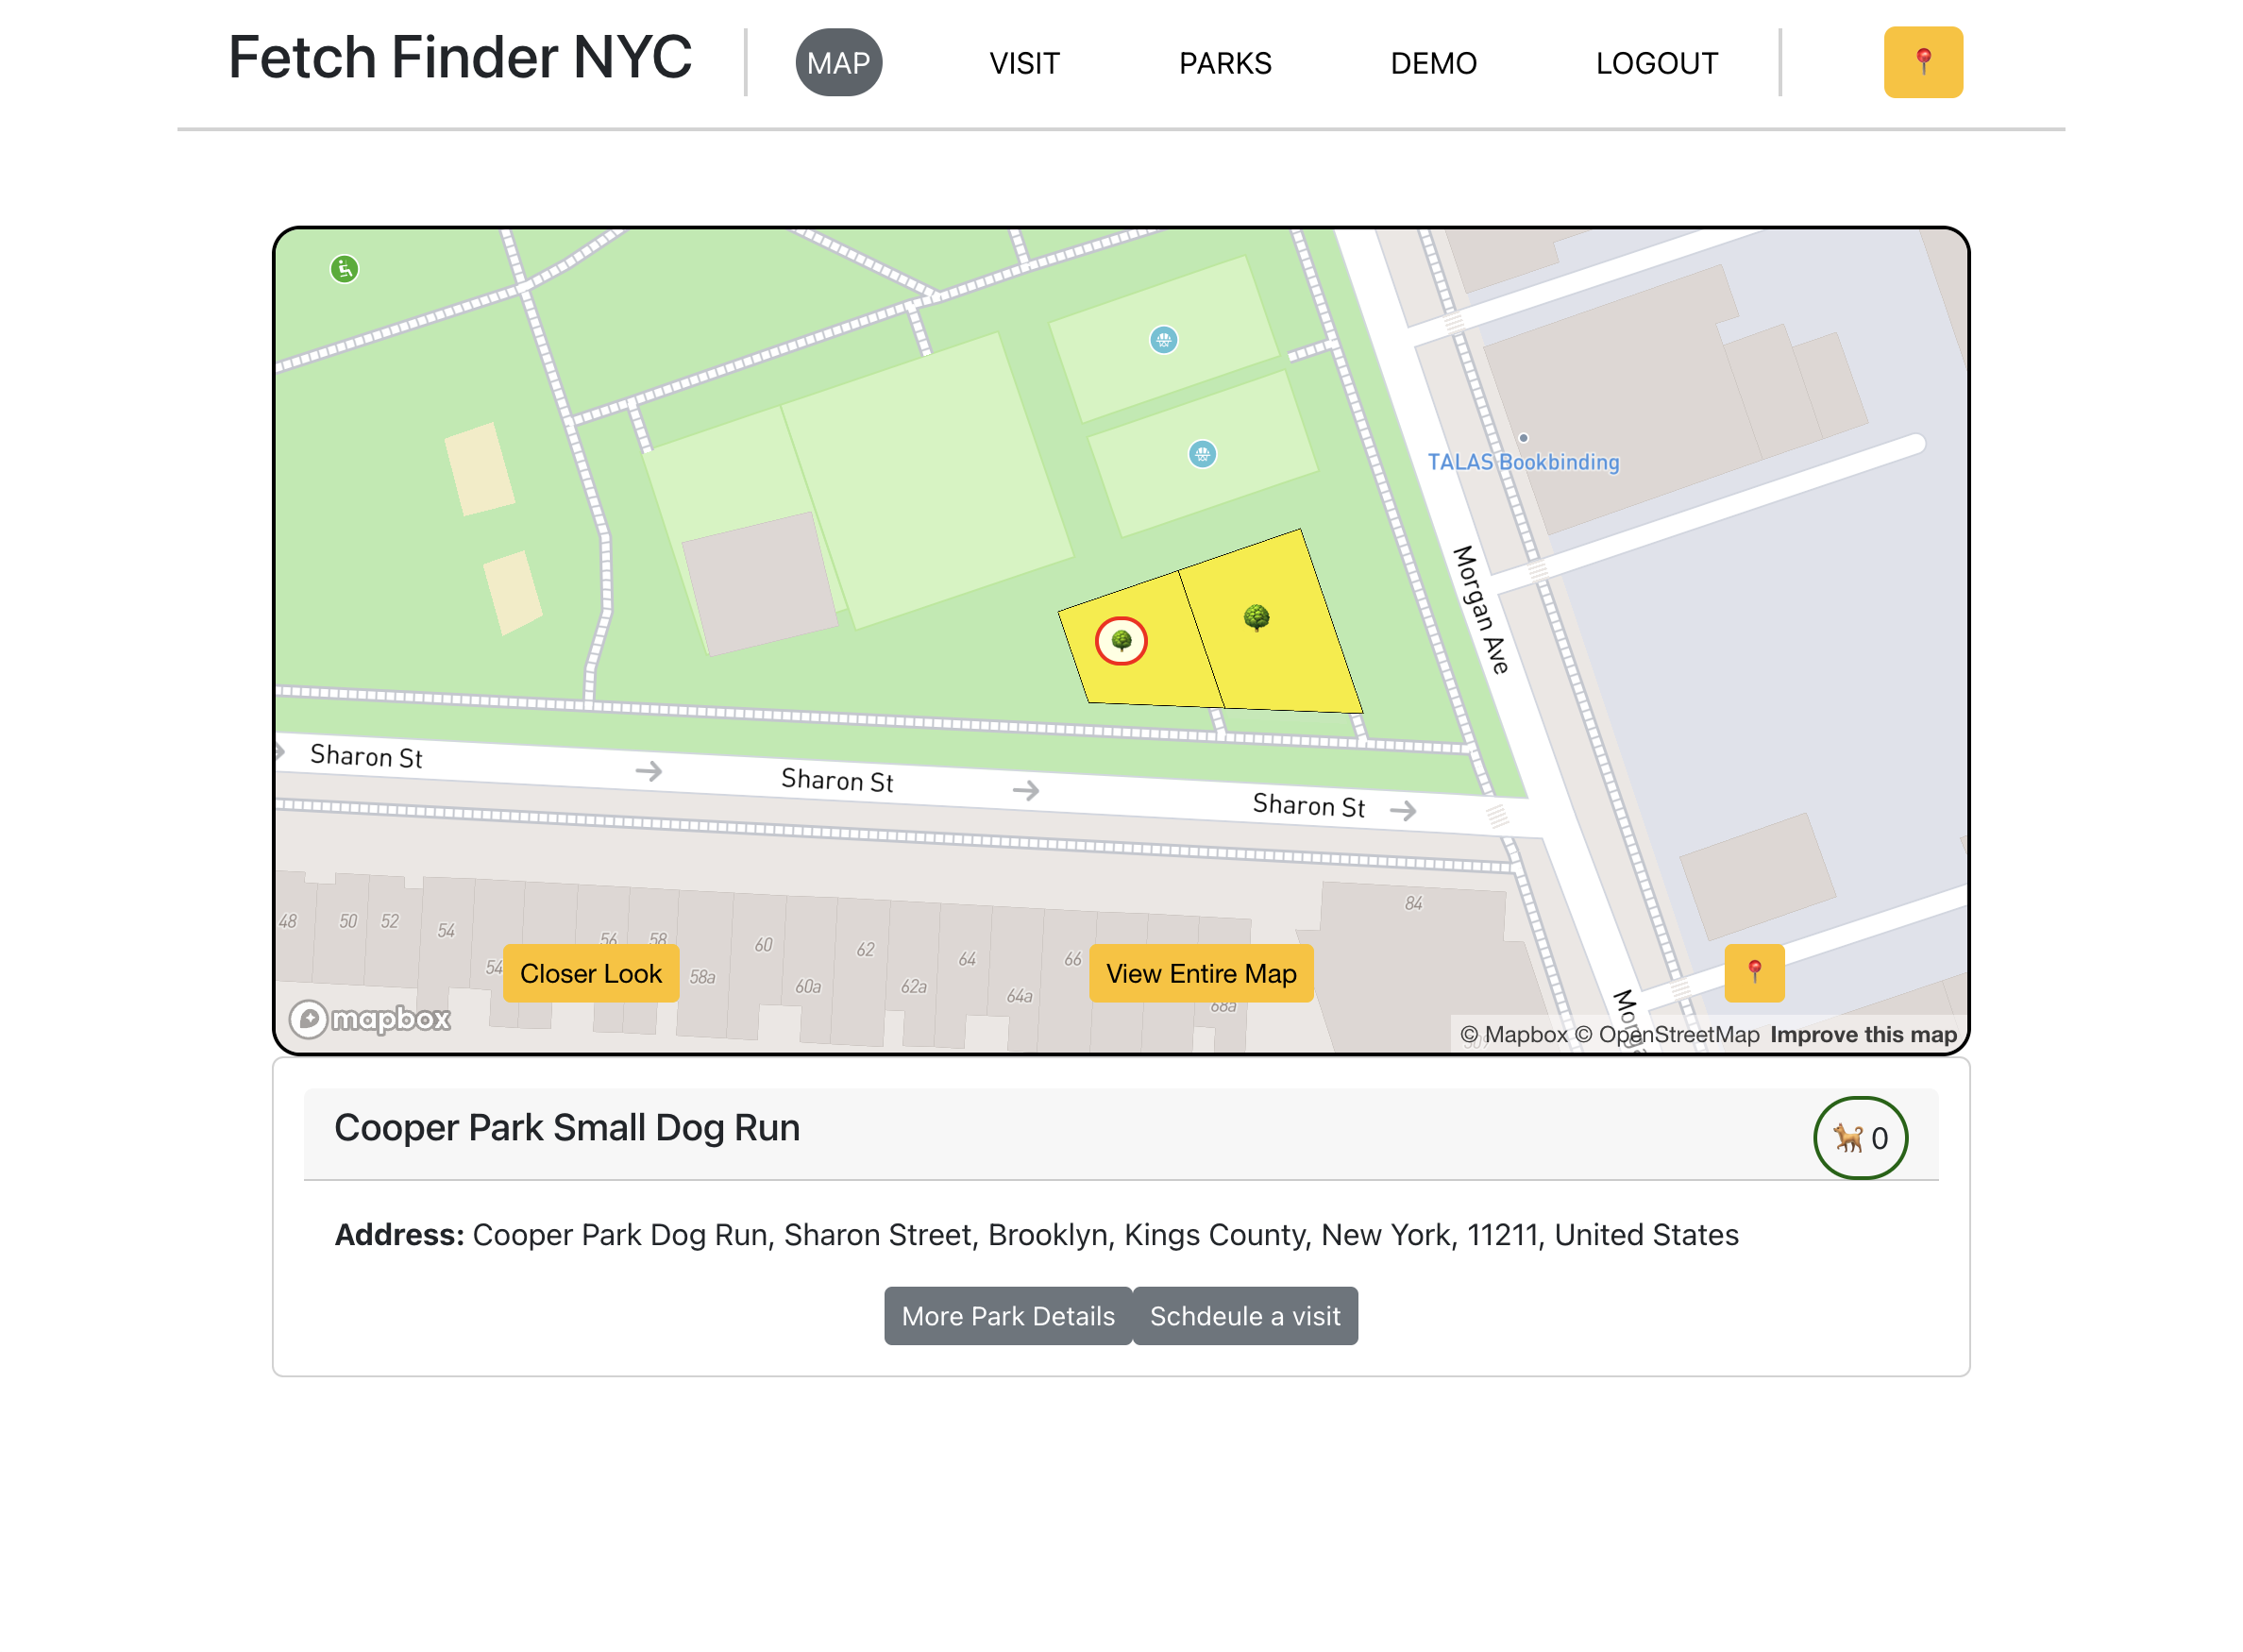 Fetch Finder NYC
MAP
VISIT
PARKS
DEMO
LOGOUT
TALAS Bookbinding
Morgan Ave
Sharon St
Sharon St
Sharon St
48
50
52
54
56
58
60
62
64
66
84
54
58a
60a
62a
64a
68a
Closer Look
View Entire Map
mapbox
© Mapbox © OpenStreetMap Improve this map
Cooper Park Small Dog Run
0
Address: Cooper Park Dog Run, Sharon Street, Brooklyn, Kings County, New York, 11211, United States
More Park Details
Schdeule a visit